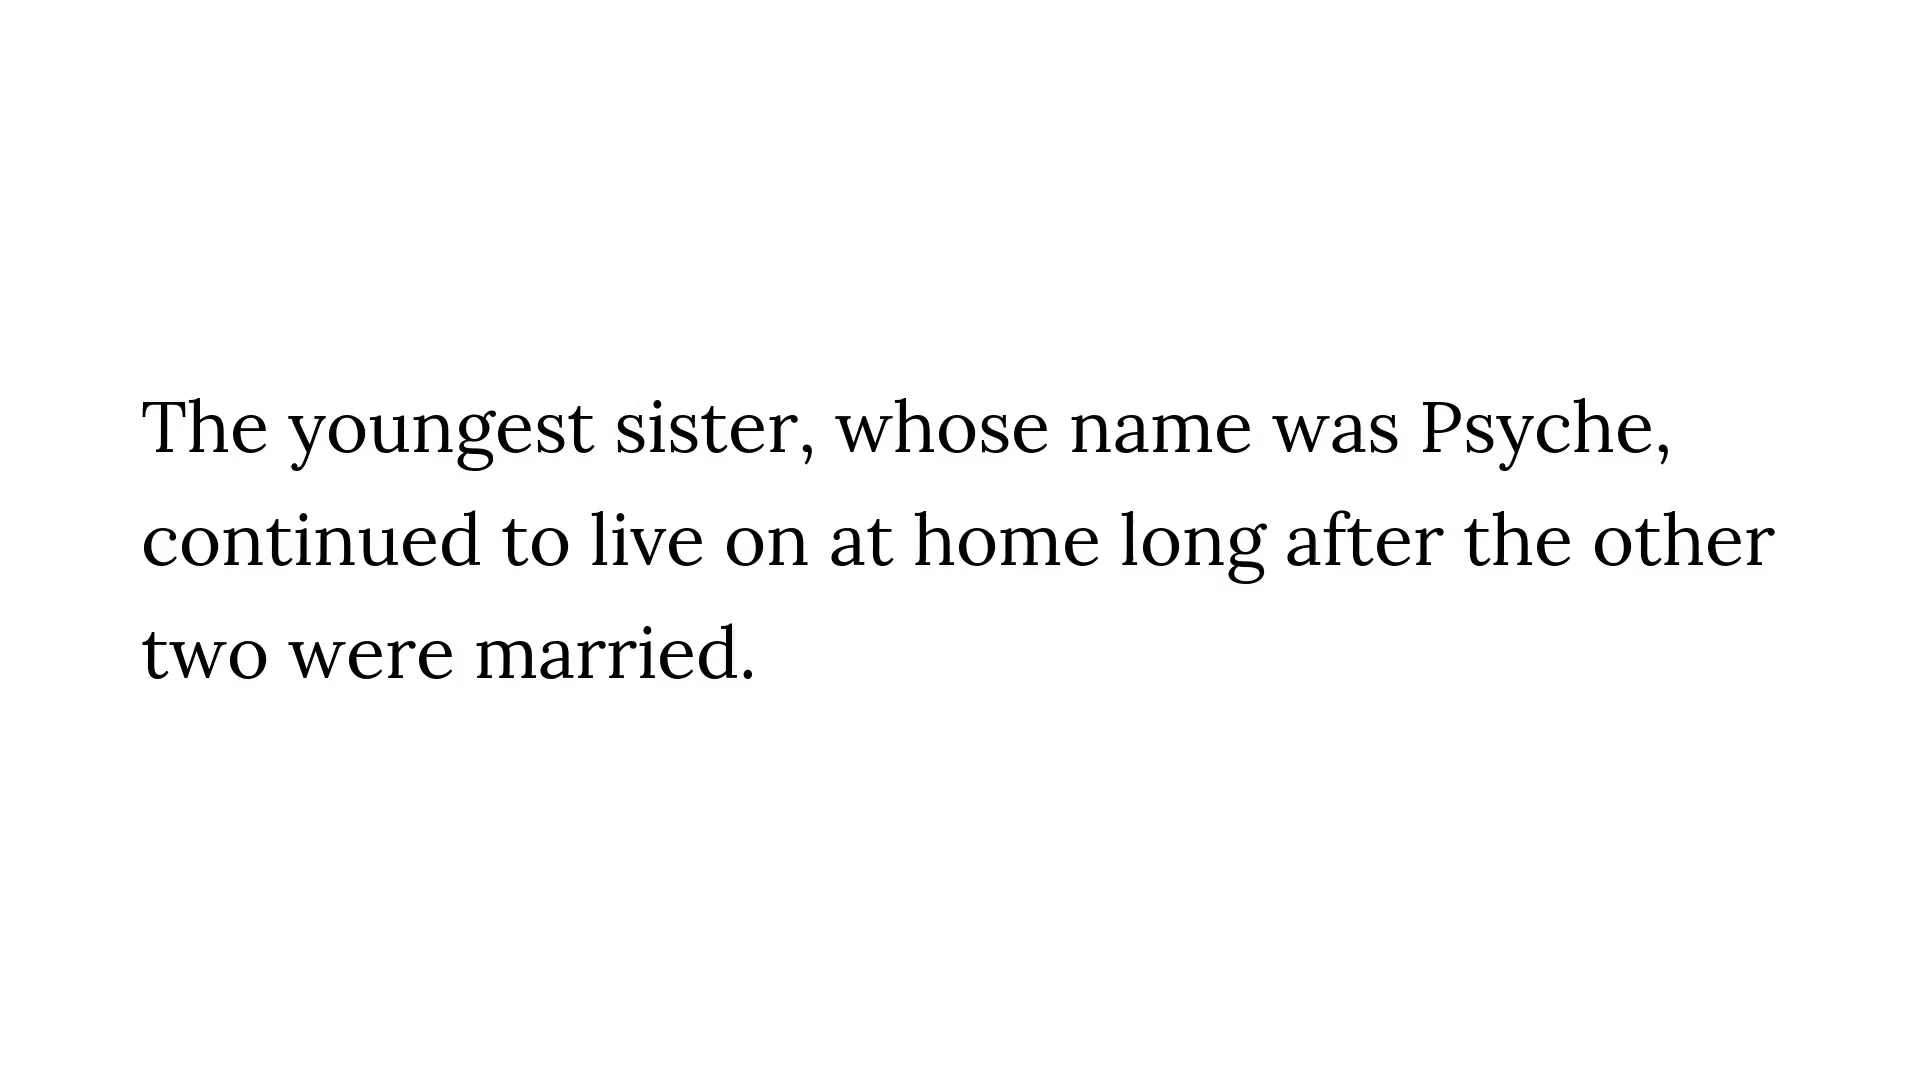 The youngest sister, whose name was Psyche,
continued to live on at home long after the other
two were married.